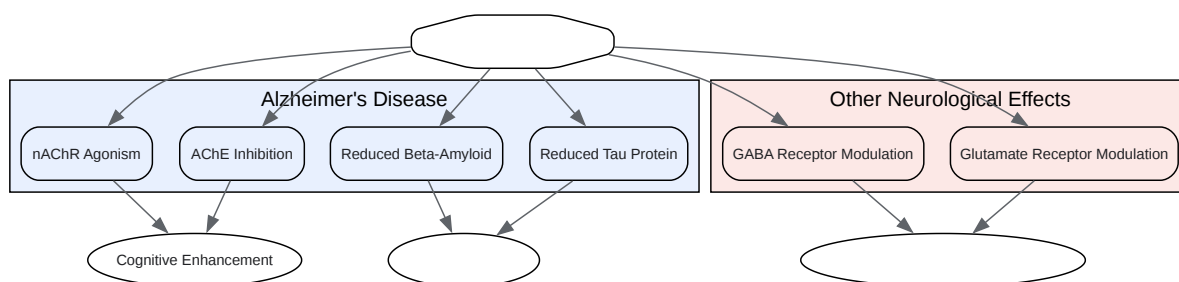 Alzheimer's Disease
Other Neurological Effects
nAChR Agonism
AChE Inhibition
Reduced Beta-Amyloid
Reduced Tau Protein
GABA Receptor Modulation
Glutamate Receptor Modulation
Cognitive Enhancement